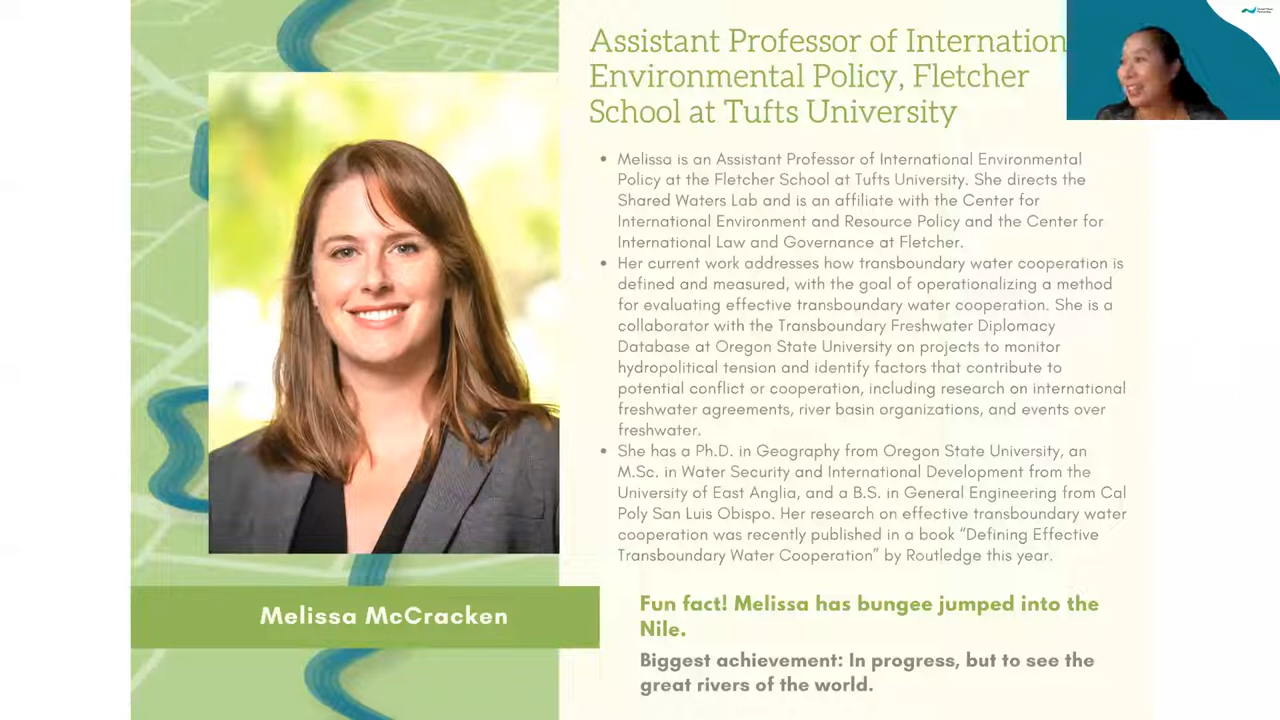 Assistant Professor of Internation
Environmental Policy, Fletcher
School at Tufts University
• Melissa is an Assistant Professor of International Environmental
Policy at the Fletcher School at Tufts University. She directs the
Shared Waters Lab and is an affiliate with the Center for
International Environment and Resource Policy and the Center for
International Law and Governance at Fletcher.
• Her current work addresses how transboundary water cooperation is
defined and measured, with the goal of operationalizing a method
for evaluating effective transboundary water cooperation. She is a
collaborator with the Transboundary Freshwater Diplomacy
Database at Oregon State University on projects to monitor
hydropolitical tension and identify factors that contribute to
potential conflict or cooperation, including research on international
freshwater agreements, river basin organizations, and events over
freshwater.
• She has a Ph.D. in Geography from Oregon State University, an
M.Sc. in Water Security and International Development from the
University of East Anglia, and a B.S. in General Engineering from Cal
Poly San Luis Obispo. Her research on effective transboundary water
cooperation was recently published in a book “Defining Effective
Transboundary Water Cooperation” by Routledge this year.
Melissa McCracken
Fun fact! Melissa has bungee jumped into the
Nile.
Biggest achievement: In progress, but to see the
great rivers of the world.